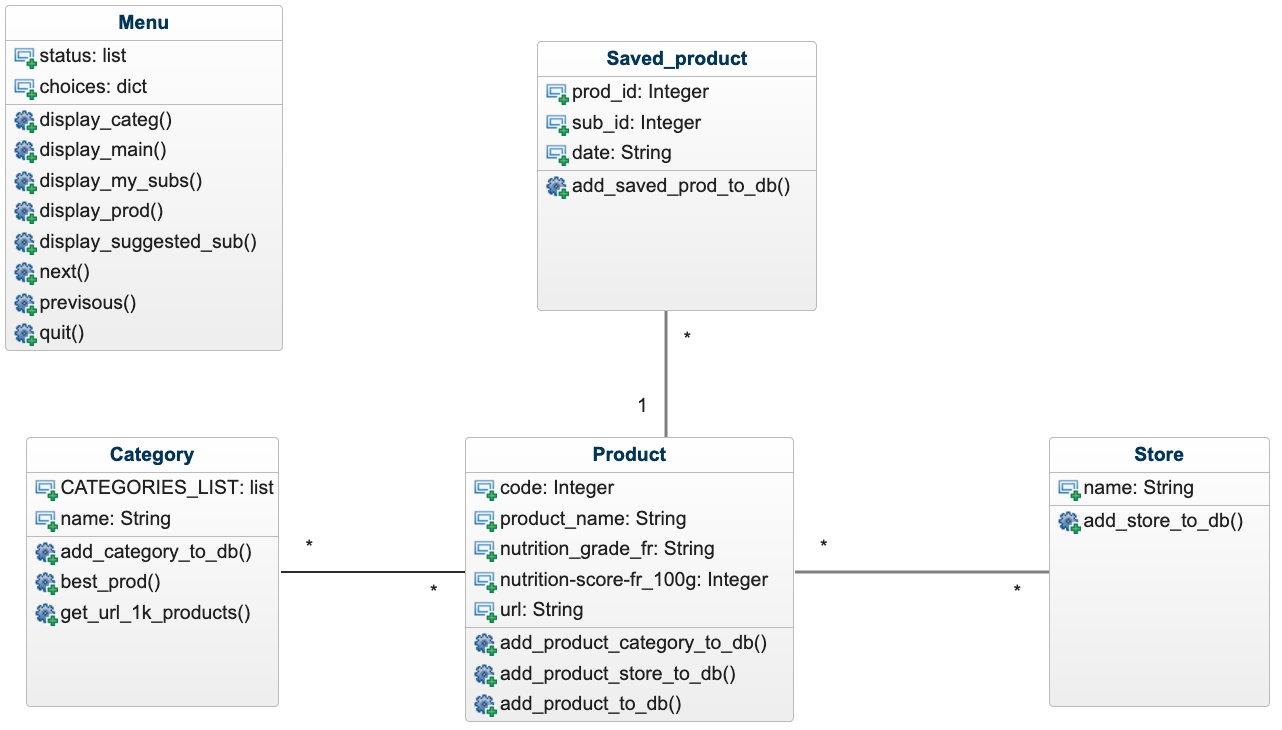 Menu
status: list
choices: dict
display_categ()
display_main()
display_my_subs()
display_prod()
display_suggested_sub()
next()
previsous()
quit()
Saved_product
prod_id: Integer
sub_id: Integer
date: String
add_saved_prod_to_db()
*
1
Category
CATEGORIES_LIST: list
name: String
add_category_to_db()
best_prod()
get_url_1k_products()
*
*
Product
code: Integer
product_name: String
nutrition_grade_fr: String
nutrition-score-fr_100g: Integer
url: String
add_product_category_to_db()
add_product_store_to_db()
add_product_to_db()
*
*
Store
name: String
add_store_to_db()